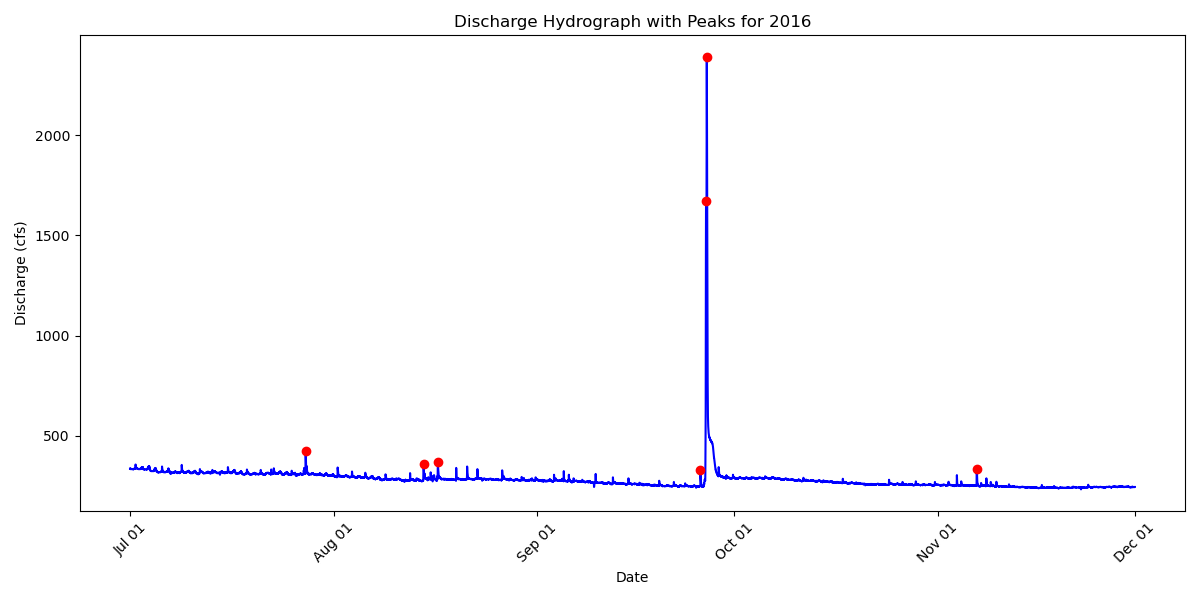 Discharge Hydrograph with Peaks for 2016
Discharge (cfs)
2000
1500
1000
500
Jul 01
Aug 01
Sep 01
Oct 01
Nov 01
Dec 01
Date